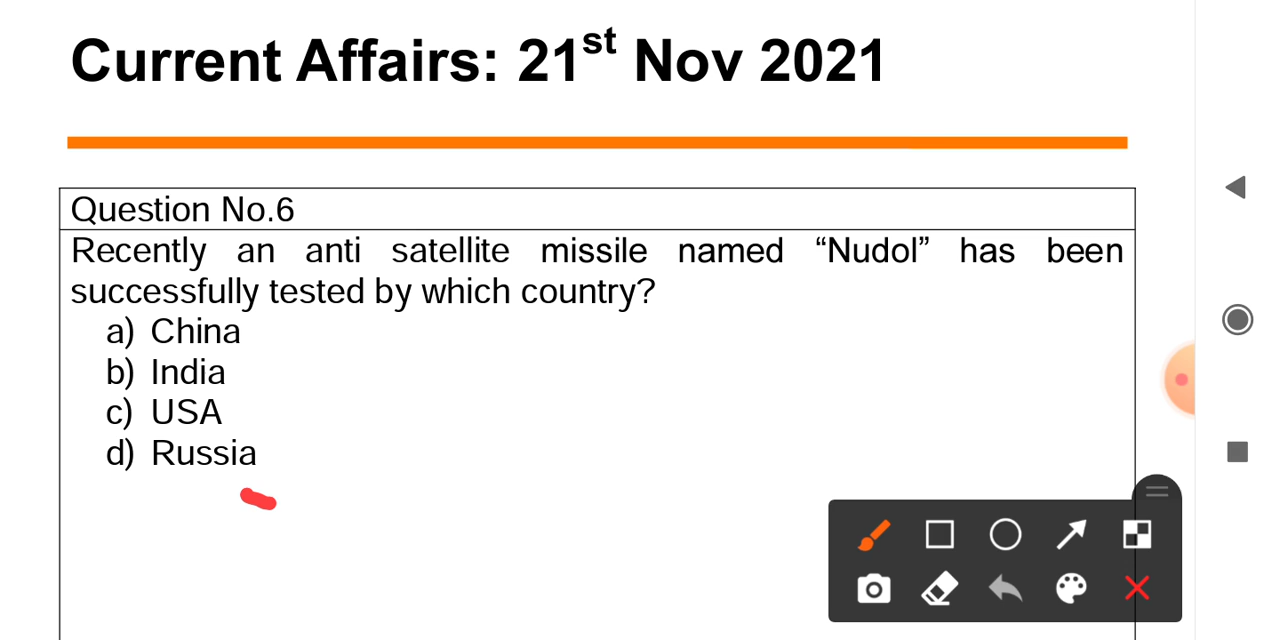 Current Affairs: 21st Nov 2021
Question No.6
Recently an anti satellite missile named “Nudol” has been
successfully tested by which country?
a) China
b) India
c) USA
d) Russia